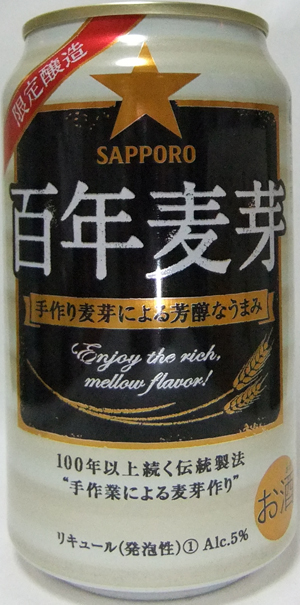 限定醸造
SAPPORO
百年麦芽
手作り麦芽による芳醇なうまみ
Enjoy the rich,
mellow flavor!
100年以上続く伝統製法
“手作業による麦芽作り”
お酒
リキュール(発泡性)① Alc.5%